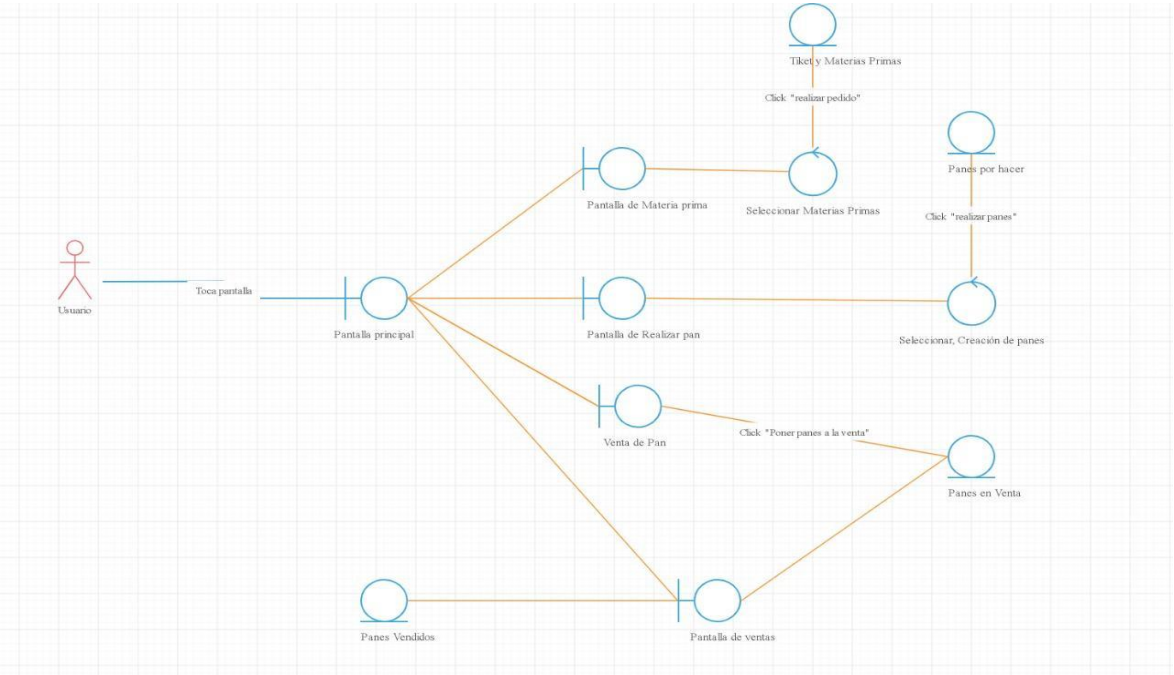 Tiket y Materias Primas
Click "realizar pedido"
Panes por hacer
Pantalla de Materia prima
Seleccionar Materias Primas
Click "realizar panes"
Toca pantalla
Usuario
Pantalla principal
Pantalla de Realizar pan
Seleccionar, Creación de panes
Click "Poner panes a la venta"
Venta de Pan
Panes en Venta
Panes Vendidos
Pantalla de ventas